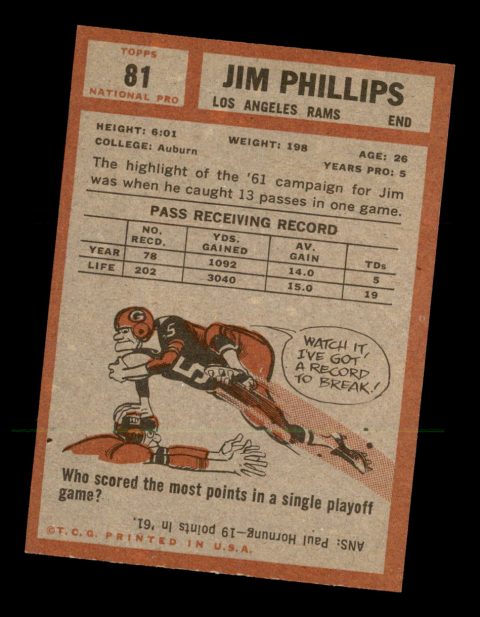 TOPPS
81
NATIONAL PRO
JIM PHILLIPS
LOS ANGELES RAMS END
HEIGHT: 6:01 WEIGHT: 198 AGE: 26
COLLEGE: Auburn YEARS PRO: 5
The highlight of the '61 campaign for Jim
was when he caught 13 passes in one game.
PASS RECEIVING RECORD
NO. RECD. YDS. GAINED AV. GAIN TDs
YEAR 78 1092 14.0 5
LIFE 202 3040 15.0 19
G
5
5
WATCH IT,
I'VE GOT
A RECORD
TO BREAK!
Who scored the most points in a single playoff
game?
ANS: Paul Hornung-19 points in '61.
©T.C.G. PRINTED IN U.S.A.